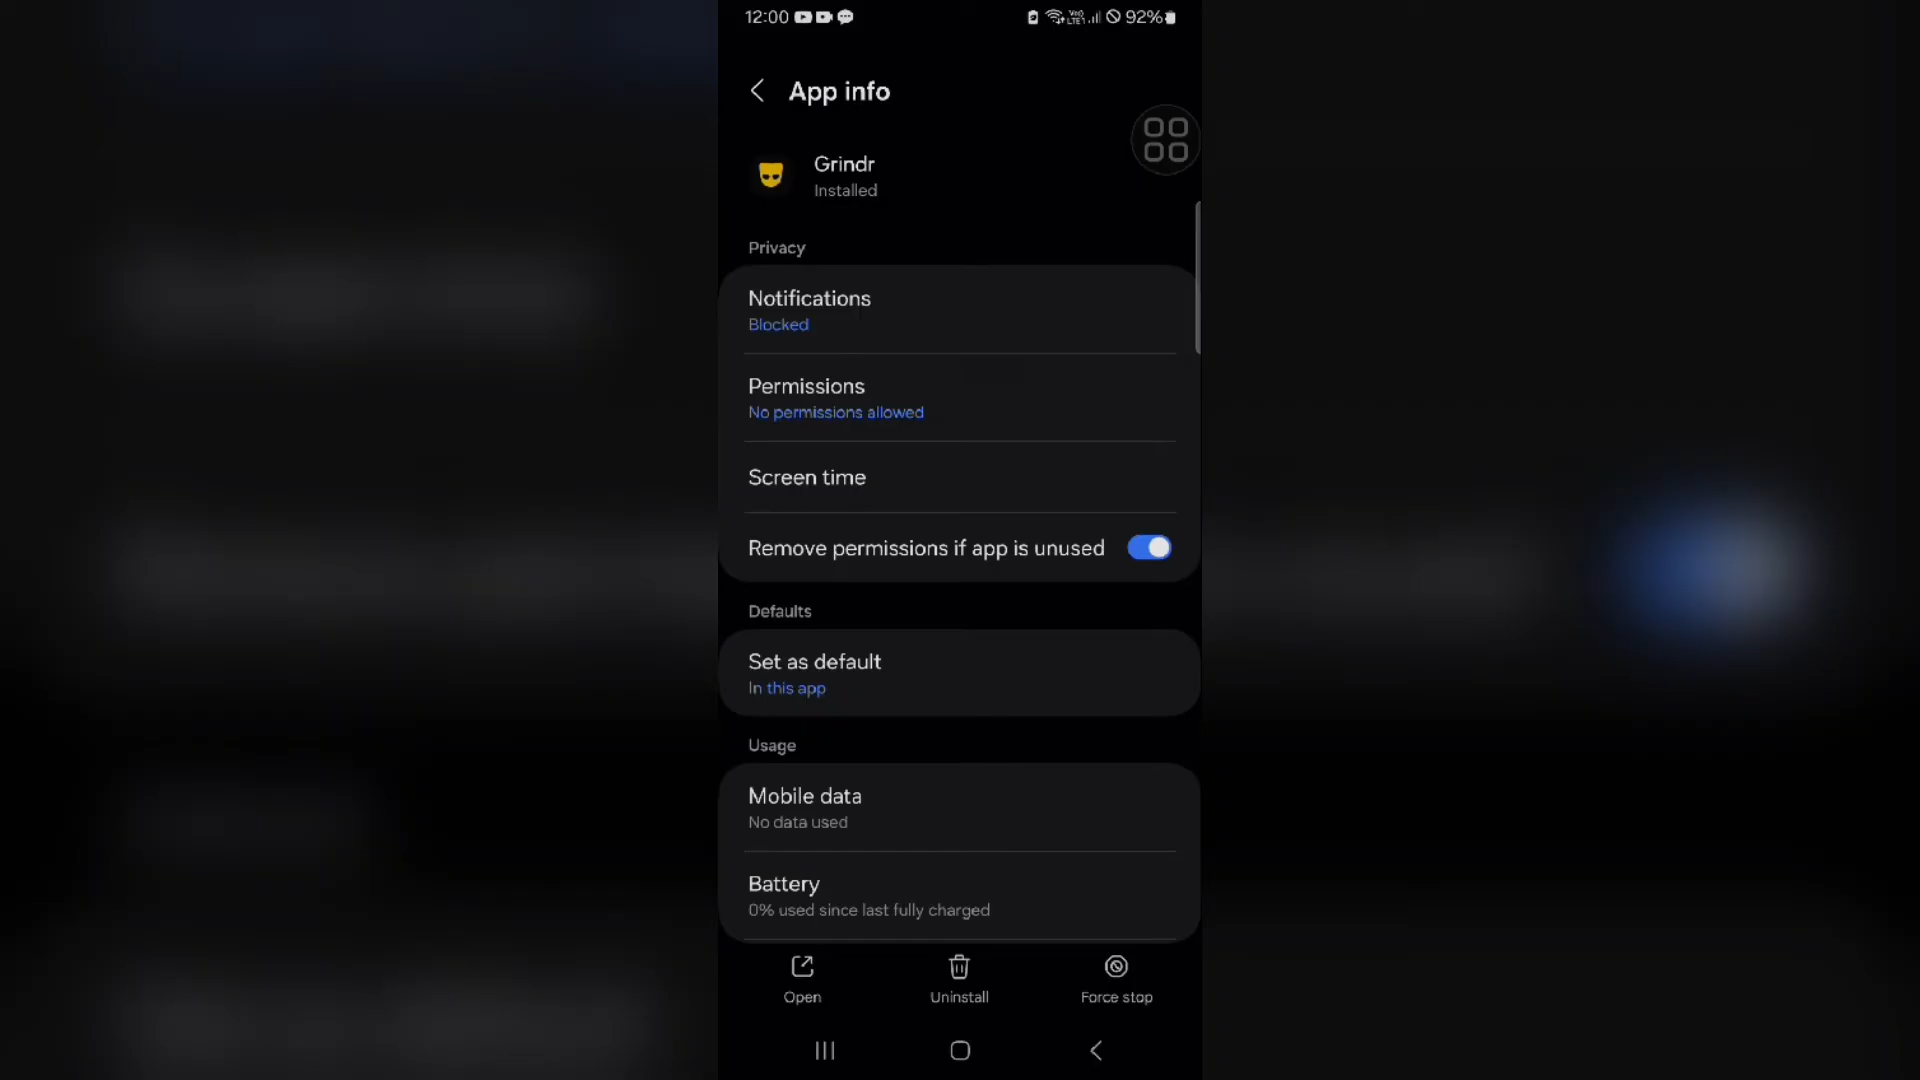 12:00
Vo)
LTE1
92%
App info
Grindr
Installed
Privacy
Notifications
Blocked
Permissions
No permissions allowed
Screen time
Remove permissions if app is unused
Defaults
Set as default
In this app
Usage
Mobile data
No data used
Battery
0% used since last fully charged
Open
Uninstall
Force stop